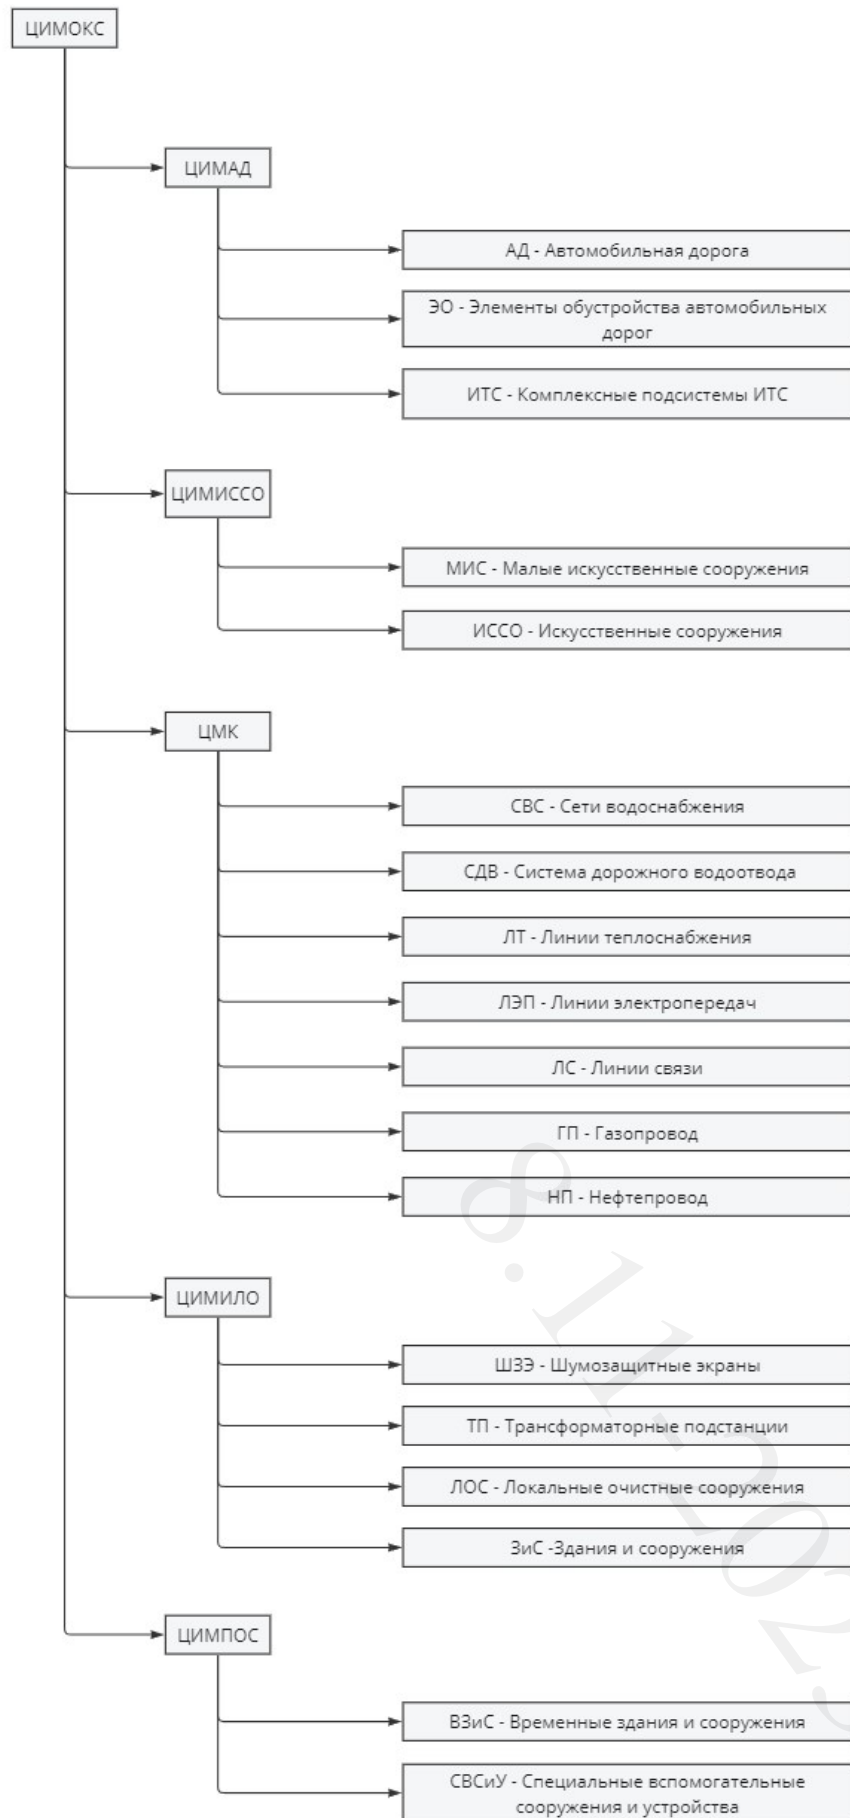 ЦИМОКС
ЦИМАД
АД - Автомобильная дорога
ЭО - Элементы обустройства автомобильных
дорог
ИТС - Комплексные подсистемы ИТС
ЦИМИССО
МИС - Малые искусственные сооружения
ИССО - Искусственные сооружения
ЦМК
СВС - Сети водоснабжения
СДВ - Система дорожного водоотвода
ЛТ - Линии теплоснабжения
ЛЭП - Линии электропередач
ЛС - Линии связи
ГП - Газопровод
НП - Нефтепровод
ЦИМИЛО
ШЗЭ - Шумозащитные экраны
ТП - Трансформаторные подстанции
ЛОС - Локальные очистные сооружения
ЗиС -Здания и сооружения
ЦИМПОС
ВЗиС - Временные здания и сооружения
СВСиУ - Специальные вспомогательные
сооружения и устройства
8.11-202